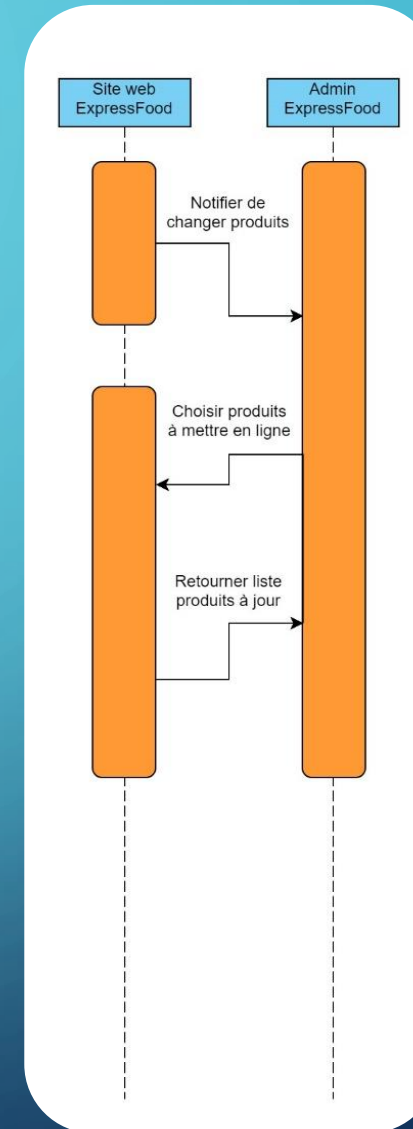 Site web
ExpressFood
Admin
ExpressFood
Notifier de
changer produits
Choisir produits
à mettre en ligne
Retourner liste
produits à jour